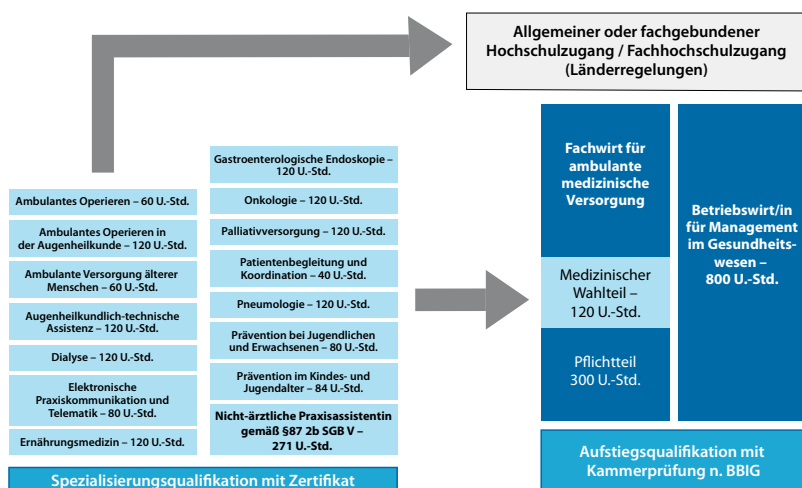 Allgemeiner oder fachgebundener
Hochschulzugang / Fachhochschulzugang
(Länderregelungen)
Ambulantes Operieren – 60 U.-Std.
Ambulantes Operieren in
der Augenheilkunde – 120 U.-Std.
Ambulante Versorgung älterer
Menschen – 60 U.-Std.
Augenheilkundlich-technische
Assistenz – 120 U.-Std.
Dialyse – 120 U.-Std.
Elektronische
Praxiskommunikation und
Telematik – 80 U.-Std.
Ernährungsmedizin – 120 U.-Std.
Gastroenterologische Endoskopie –
120 U.-Std.
Onkologie – 120 U.-Std.
Palliativversorgung – 120 U.-Std.
Patientenbegleitung und
Koordination – 40 U.-Std.
Pneumologie – 120 U.-Std.
Prävention bei Jugendlichen
und Erwachsenen – 80 U.-Std.
Prävention im Kindes- und
Jugendalter – 84 U.-Std.
Nicht-ärztliche Praxisassistentin
gemäß §87 2b SGB V –
271 U.-Std.
Spezialisierungsqualifikation mit Zertifikat
Fachwirt für
ambulante
medizinische
Versorgung
Medizinischer
Wahlteil –
120 U.-Std.
Pflichtteil
300 U.-Std.
Betriebswirt/in
für Management
im Gesundheits-
wesen –
800 U.-Std.
Aufstiegsqualifikation mit
Kammerprüfung n. BBIG